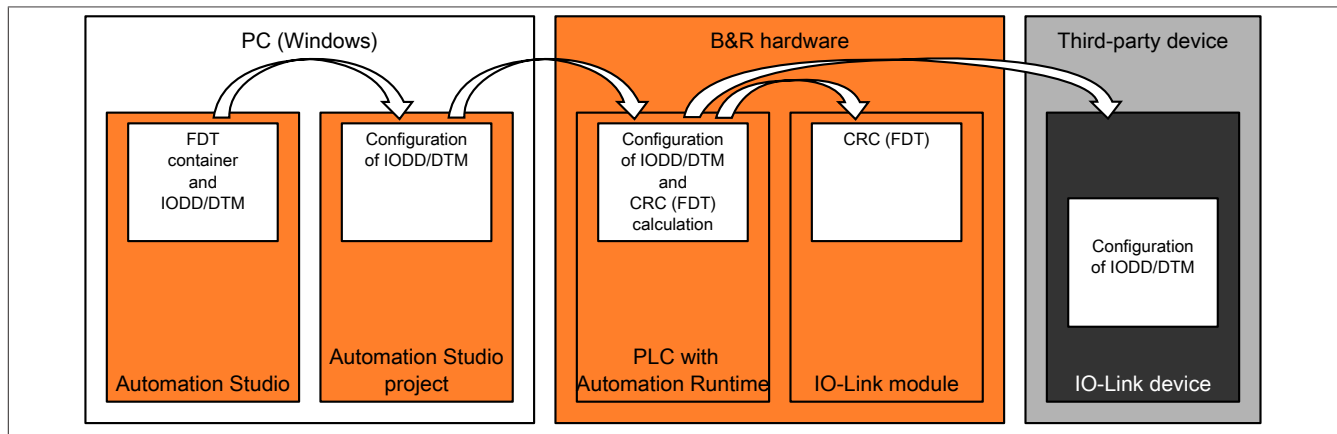 PC (Windows)
B&R hardware
Third-party device
FDT
container
and
IODD/DTM
Configuration
of IODD/DTM
Configuration
of IODD/DTM
and
CRC (FDT)
calculation
CRC (FDT)
Configuration
of IODD/DTM
Automation Studio
Automation Studio
project
PLC with
Automation Runtime
IO-Link module
IO-Link device